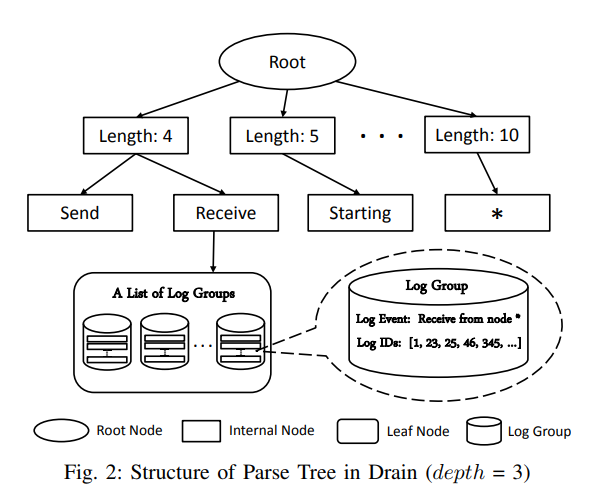 Root
Length: 4
Length: 5
. . .
Length: 10
Send
Receive
Starting
*
A List of Log Groups
...
Log Group
Log Event: Receive from node *
Log IDs: [1, 23, 25, 46, 345, ...]
Root Node
Internal Node
Leaf Node
Log Group
Fig. 2: Structure of Parse Tree in Drain (depth = 3)